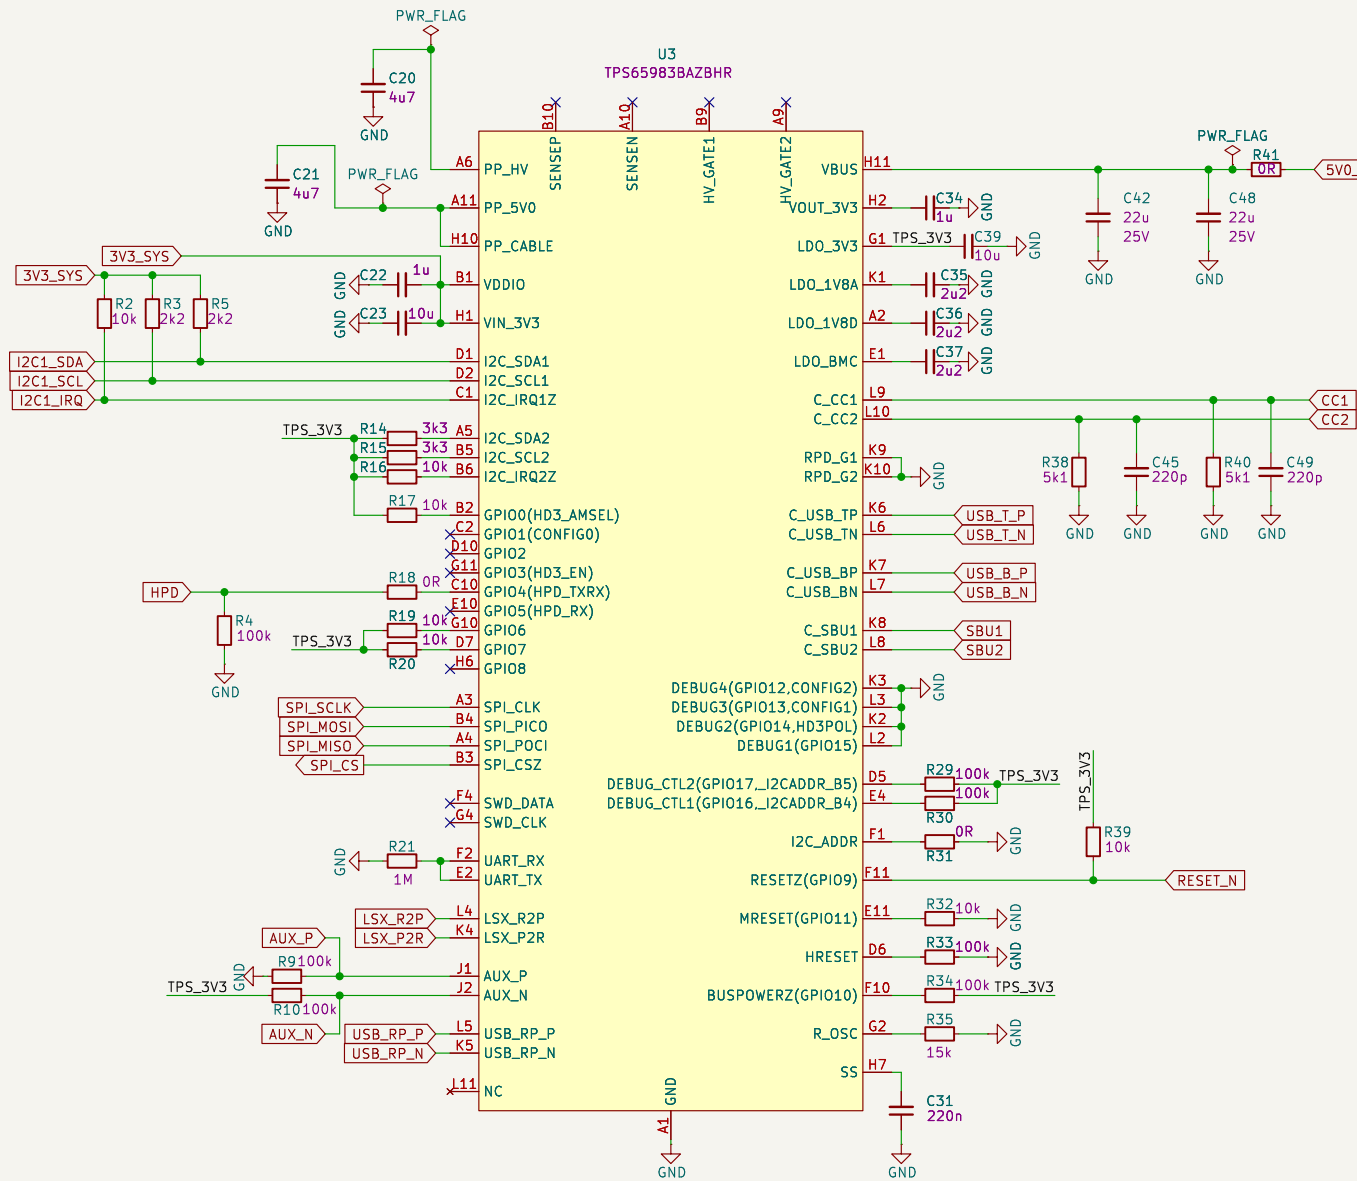 PWR_FLAG
U3
TPS65983BAZBHR
C20
4u7
GND
B10
A10
B9
A9
SENSEP
SENSEN
HV_GATE1
HV_GATE2
PWR_FLAG
R41
0R
5V0_
A6 PP_HV
VBUS H11
C21
4u7
GND
PWR_FLAG
A11 PP_5V0
H10 PP_CABLE
VOUT_3V3 H2
C34
1u
GND
LDO_3V3 G1
TPS_3V3
C39
10u
GND
C42
22u
25V
GND
C48
22u
25V
GND
3V3_SYS
3V3_SYS
C22
1u
GND
B1 VDDIO
C23
10u
GND
H1 VIN_3V3
LDO_1V8A K1
C35
2u2
GND
LDO_1V8D A2
C36
2u2
GND
LDO_BMC E1
C37
2u2
GND
R2
10k
R3
2k2
R5
2k2
I2C1_SDA
D1 I2C_SDA1
I2C1_SCL
D2 I2C_SCL1
I2C1_IRQ
C1 I2C_IRQ1Z
C_CC1 L9
CC1
C_CC2 L10
CC2
TPS_3V3
R14
3k3
A5 I2C_SDA2
R15
3k3
B5 I2C_SCL2
R16
10k
B6 I2C_IRQ2Z
RPD_G1 K9
RPD_G2 K10
GND
R38
5k1
GND
C45
220p
GND
R40
5k1
GND
C49
220p
GND
R17
10k
B2 GPIO0(HD3_AMSEL)
C2 GPIO1(CONFIG0)
D10 GPIO2
G11 GPIO3(HD3_EN)
C_USB_TP K6
USB_T_P
C_USB_TN L6
USB_T_N
C_USB_BP K7
USB_B_P
HPD
R18
0R
C10 GPIO4(HPD_TXRX)
C_USB_BN L7
USB_B_N
E10 GPIO5(HPD_RX)
R4
100k
GND
TPS_3V3
R19
10k
G10 GPIO6
C_SBU1 K8
SBU1
10k
R20
D7 GPIO7
C_SBU2 L8
SBU2
H6 GPIO8
DEBUG4(GPIO12,CONFIG2) K3
GND
SPI_SCLK
A3 SPI_CLK
DEBUG3(GPIO13,CONFIG1) L3
SPI_MOSI
B4 SPI_PICO
DEBUG2(GPIO14,HD3POL) K2
SPI_MISO
A4 SPI_POCI
DEBUG1(GPIO15) L2
SPI_CS
B3 SPI_CSZ
DEBUG_CTL2(GPIO17,_I2CADDR_B5) D5
R29
100k
TPS_3V3
F4 SWD_DATA
DEBUG_CTL1(GPIO16,_I2CADDR_B4) E4
100k
R30
TPS_3V3
G4 SWD_CLK
I2C_ADDR F1
0R
R31
GND
R39
10k
GND
R21
1M
F2 UART_RX
E2 UART_TX
RESETZ(GPIO9) F11
RESET_N
LSX_R2P
L4 LSX_R2P
MRESET(GPIO11) E11
R32
10k
GND
AUX_P
LSX_P2R
K4 LSX_P2R
HRESET D6
R33
100k
GND
R9
100k
GND
J1 AUX_P
TPS_3V3
R10
100k
J2 AUX_N
BUSPOWERZ(GPIO10) F10
R34
100k
TPS_3V3
AUX_N
USB_RP_P
L5 USB_RP_P
R_OSC G2
R35
15k
GND
USB_RP_N
K5 USB_RP_N
SS H7
L11 NC
C31
220n
GND
GND
A1
GND